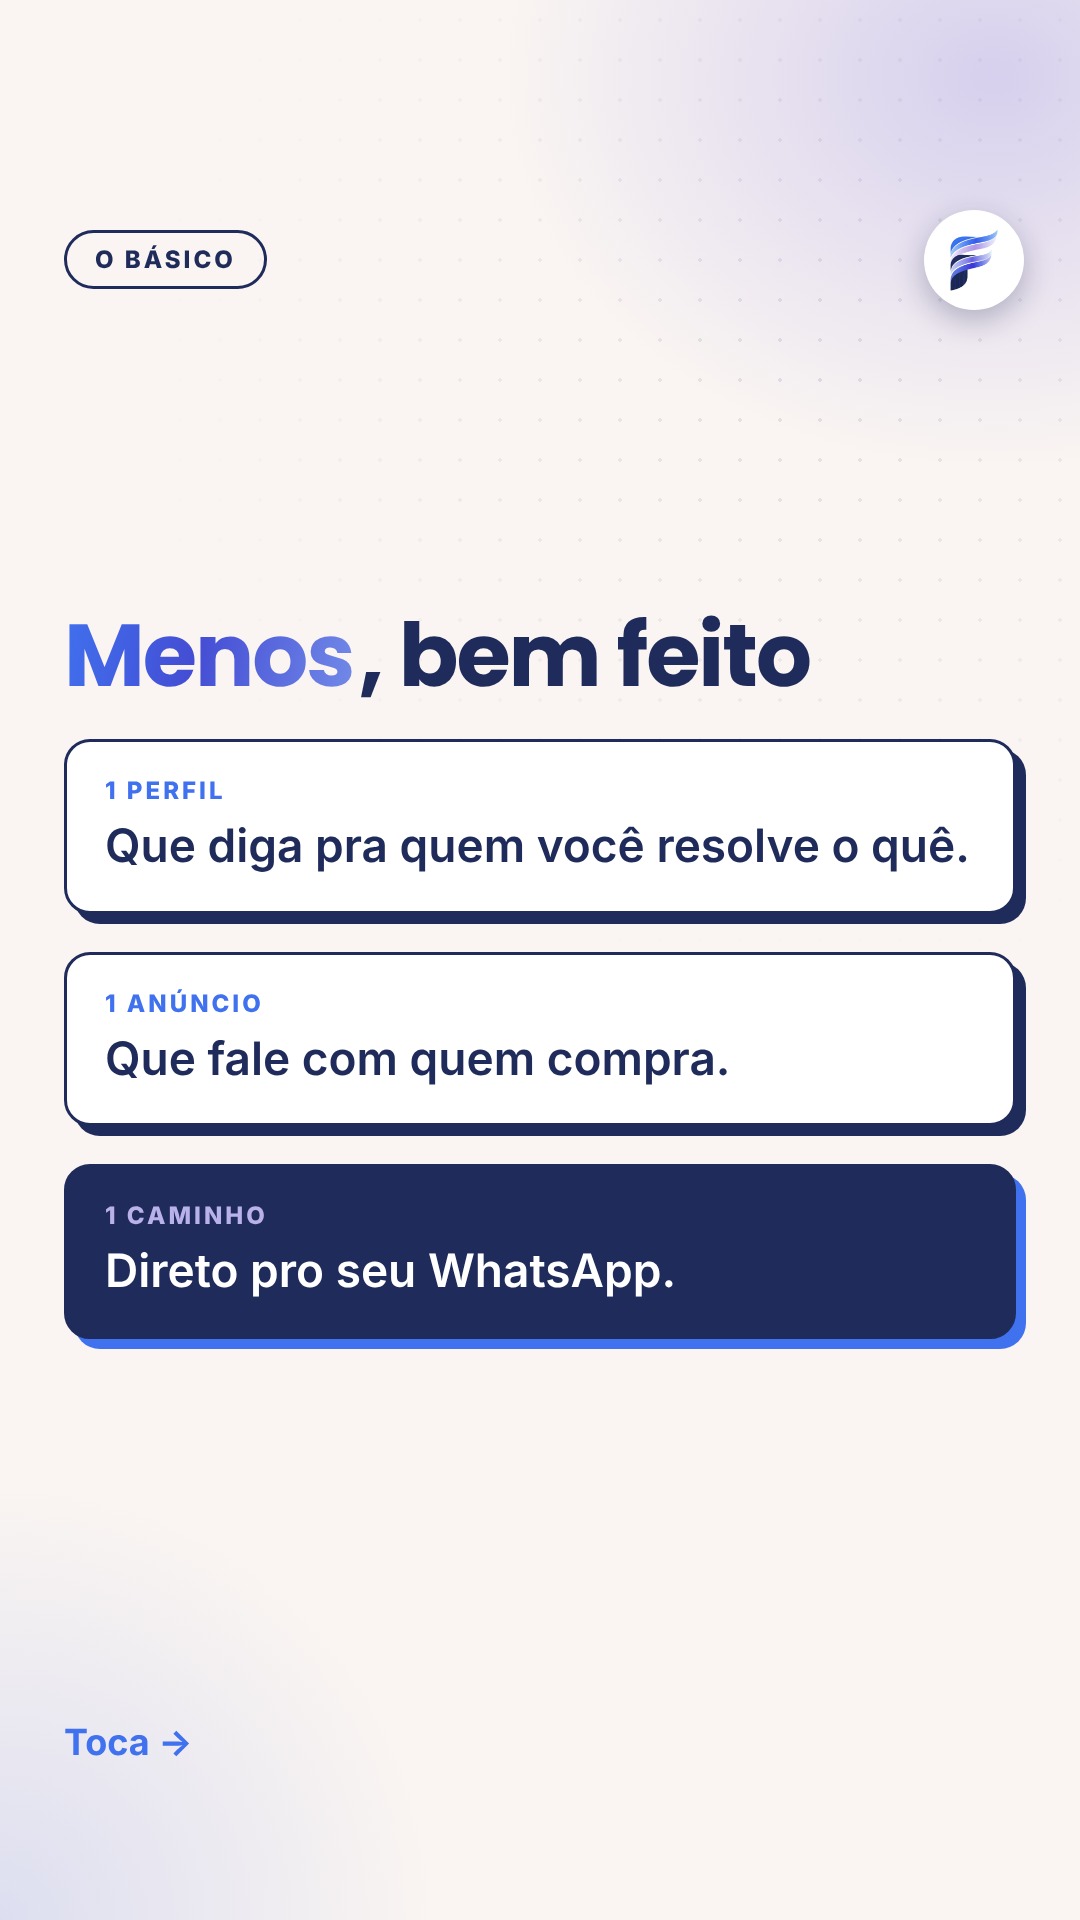 O BÁSICO
Menos, bem feito
1 PERFIL
Que diga pra quem você resolve o quê.
1 ANÚNCIO
Que fale com quem compra.
1 CAMINHO
Direto pro seu WhatsApp.
Toca →